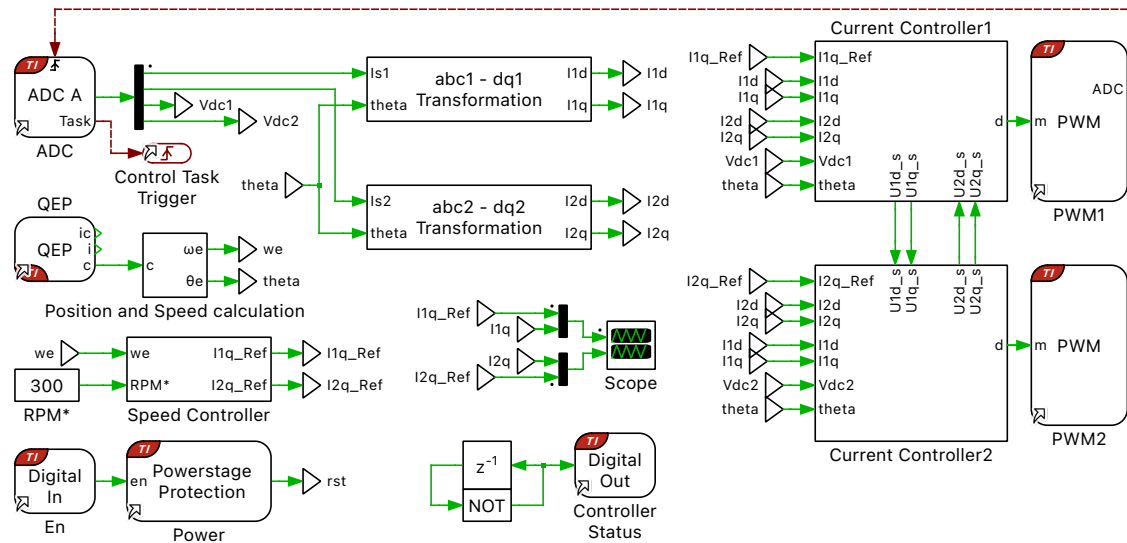 TI
ADC A
Task
ADC
Control Task
Trigger
Vdc1
Vdc2
theta
Is1
theta
abc1 - dq1
Transformation
I1d
I1q
I1d
I1q
Is2
theta
abc2 - dq2
Transformation
I2d
I2q
I2d
I2q
QEP
QEP
ic
i
c
TI
c
ωe
θe
we
theta
Position and Speed calculation
we
300
RPM*
we
RPM*
I1q_Ref
I2q_Ref
I1q_Ref
I2q_Ref
Speed Controller
TI
Digital
In
En
TI
en
Powerstage
Protection
Power
rst
I1q_Ref
I1q
I2q
I2q_Ref
Scope
z-1
NOT
TI
Digital
Out
Controller
Status
Current Controller1
I1q_Ref
I1d
I1q
I2d
I2q
Vdc1
theta
I1q_Ref
I1d
I1q
I2d
I2q
Vdc1
theta
d
U1d_s
U1q_s
U2d_s
U2q_s
TI
m
PWM
ADC
PWM1
U1d_s
U1q_s
U2d_s
U2q_s
I2q_Ref
I2d
I2q
I1d
I1q
Vdc2
theta
I2q_Ref
I2d
I2q
I1d
I1q
Vdc2
theta
d
Current Controller2
TI
m
PWM
PWM2